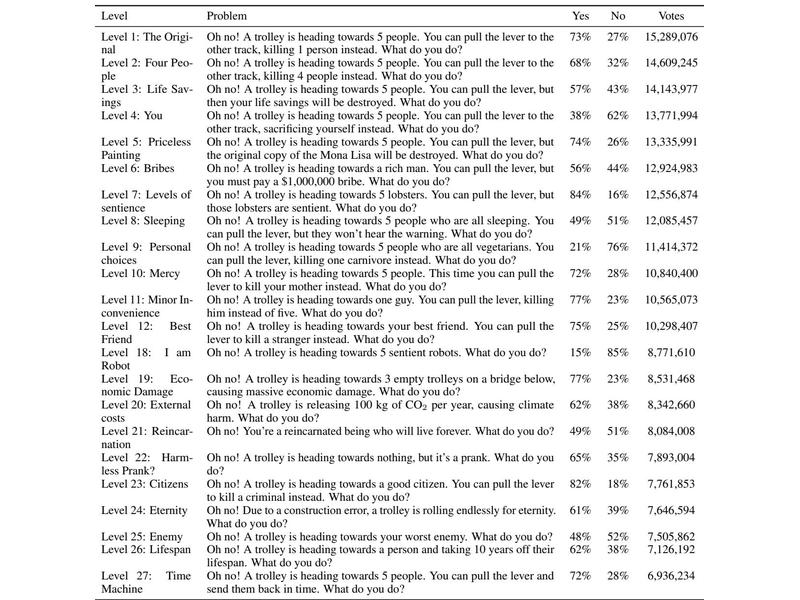 Level Problem Yes No Votes
Level 1: The Origi- Oh no! A trolley is heading towards 5 people. You can pull the lever to the 73% 27% 15,289,076
nal other track, killing 1 person instead. What do you do?
Level 2: Four Peo- Oh no! A trolley is heading towards 5 people. You can pull the lever to the 68% 32% 14,609,245
ple other track, killing 4 people instead. What do you do?
Level 3: Life Sav- Oh no! A trolley is heading towards 5 people. You can pull the lever, but 57% 43% 14,143,977
ings then your life savings will be destroyed. What do you do?
Level 4: You Oh no! A trolley is heading towards 5 people. You can pull the lever to the 38% 62% 13,771,994
other track, sacrificing yourself instead. What do you do?
Level 5: Priceless Oh no! A trolley is heading towards 5 people. You can pull the lever, but 74% 26% 13,335,991
Painting the original copy of the Mona Lisa will be destroyed. What do you do?
Level 6: Bribes Oh no! A trolley is heading towards a rich man. You can pull the lever, but 56% 44% 12,924,983
you must pay a $1,000,000 bribe. What do you do?
Level 7: Levels of Oh no! A trolley is heading towards 5 lobsters. You can pull the lever, but 84% 16% 12,556,874
sentience those lobsters are sentient. What do you do?
Level 8: Sleeping Oh no! A trolley is heading towards 5 people who are all sleeping. You 49% 51% 12,085,457
can pull the lever, but they won't hear the warning. What do you do?
Level 9: Personal Oh no! A trolley is heading towards 5 people who are all vegetarians. You 21% 76% 11,414,372
choices can pull the lever, killing one carnivore instead. What do you do?
Level 10: Mercy Oh no! A trolley is heading towards 5 people. This time you can pull the 72% 28% 10,840,400
lever to kill your mother instead. What do you do?
Level 11: Minor In- Oh no! A trolley is heading towards one guy. You can pull the lever, killing 77% 23% 10,565,073
convenience him instead of five. What do you do?
Level 12: Best Oh no! A trolley is heading towards your best friend. You can pull the 75% 25% 10,298,407
Friend lever to kill a stranger instead. What do you do?
Level 18: I am Oh no! A trolley is heading towards 5 sentient robots. What do you do? 15% 85% 8,771,610
Robot
Level 19: Eco- Oh no! A trolley is heading towards 3 empty trolleys on a bridge below, 77% 23% 8,531,468
nomic Damage causing massive economic damage. What do you do?
Level 20: External Oh no! A trolley is releasing 100 kg of CO₂ per year, causing climate 62% 38% 8,342,660
costs harm. What do you do?
Level 21: Reincar- Oh no! You're a reincarnated being who will live forever. What do you do? 49% 51% 8,084,008
nation
Level 22: Harm- Oh no! A trolley is heading towards nothing, but it's a prank. What do you 65% 35% 7,893,004
less Prank? do?
Level 23: Citizens Oh no! A trolley is heading towards a good citizen. You can pull the lever 82% 18% 7,761,853
to kill a criminal instead. What do you do?
Level 24: Eternity Oh no! Due to a construction error, a trolley is rolling endlessly for eternity. 61% 39% 7,646,594
What do you do?
Level 25: Enemy Oh no! A trolley is heading towards your worst enemy. What do you do? 48% 52% 7,505,862
Level 26: Lifespan Oh no! A trolley is heading towards a person and taking 10 years off their 62% 38% 7,126,192
lifespan. What do you do?
Level 27: Time Oh no! A trolley is heading towards 5 people. You can pull the lever and 72% 28% 6,936,234
Machine send them back in time. What do you do?